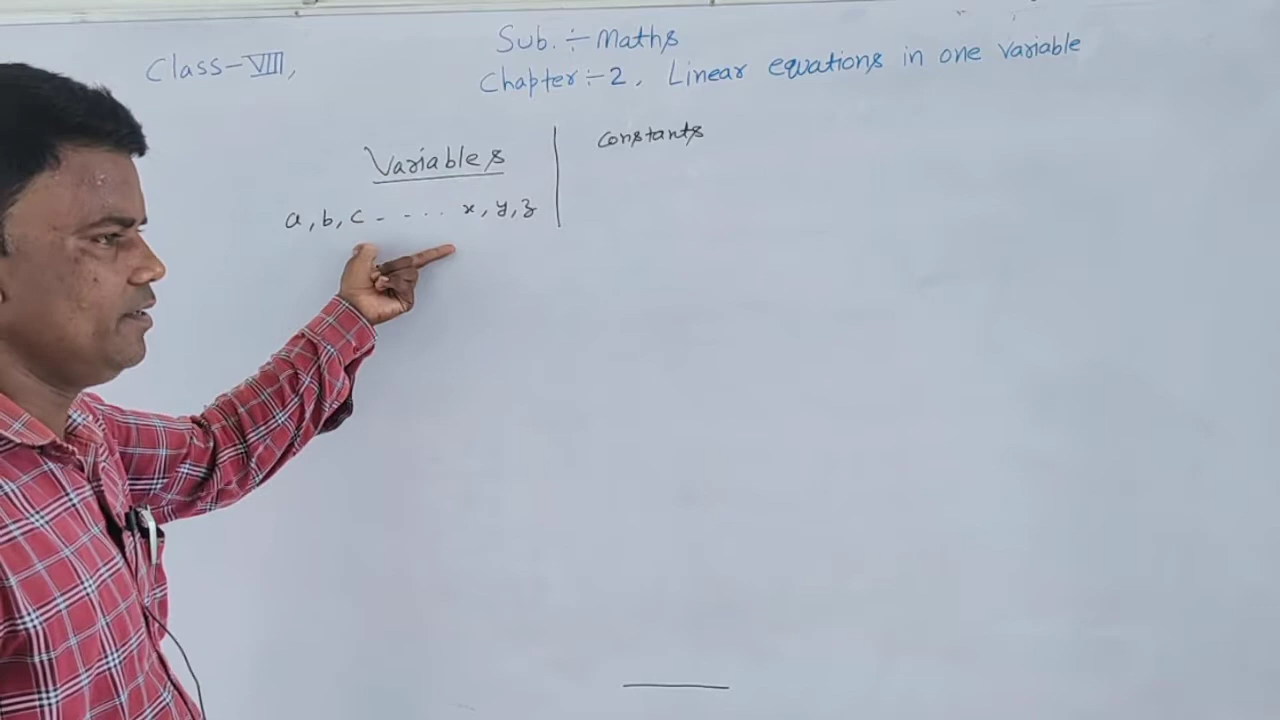 Sub. ÷ Maths
Class-VIII,
Chapter ÷ 2, Linear equations in one variable
Variables
constants
a, b, c - - . . . x, y, z